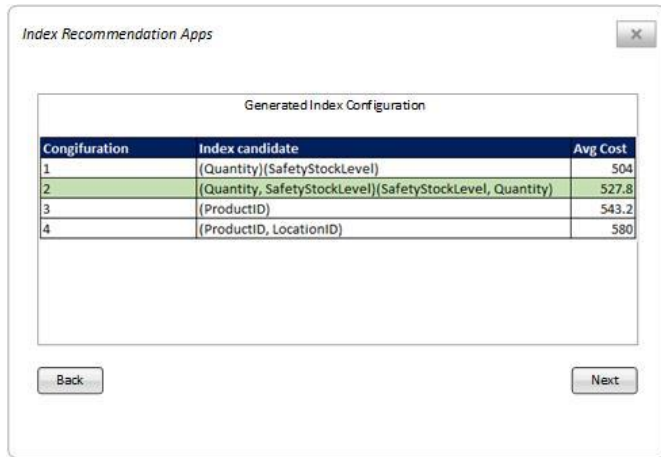 Index Recommendation Apps
Generated Index Configuration
Congifuration Index candidate Avg Cost
1 (Quantity)(SafetyStockLevel) 504
2 (Quantity, SafetyStockLevel)(SafetyStockLevel, Quantity) 527.8
3 (ProductID) 543.2
4 (ProductID, LocationID) 580
Back Next